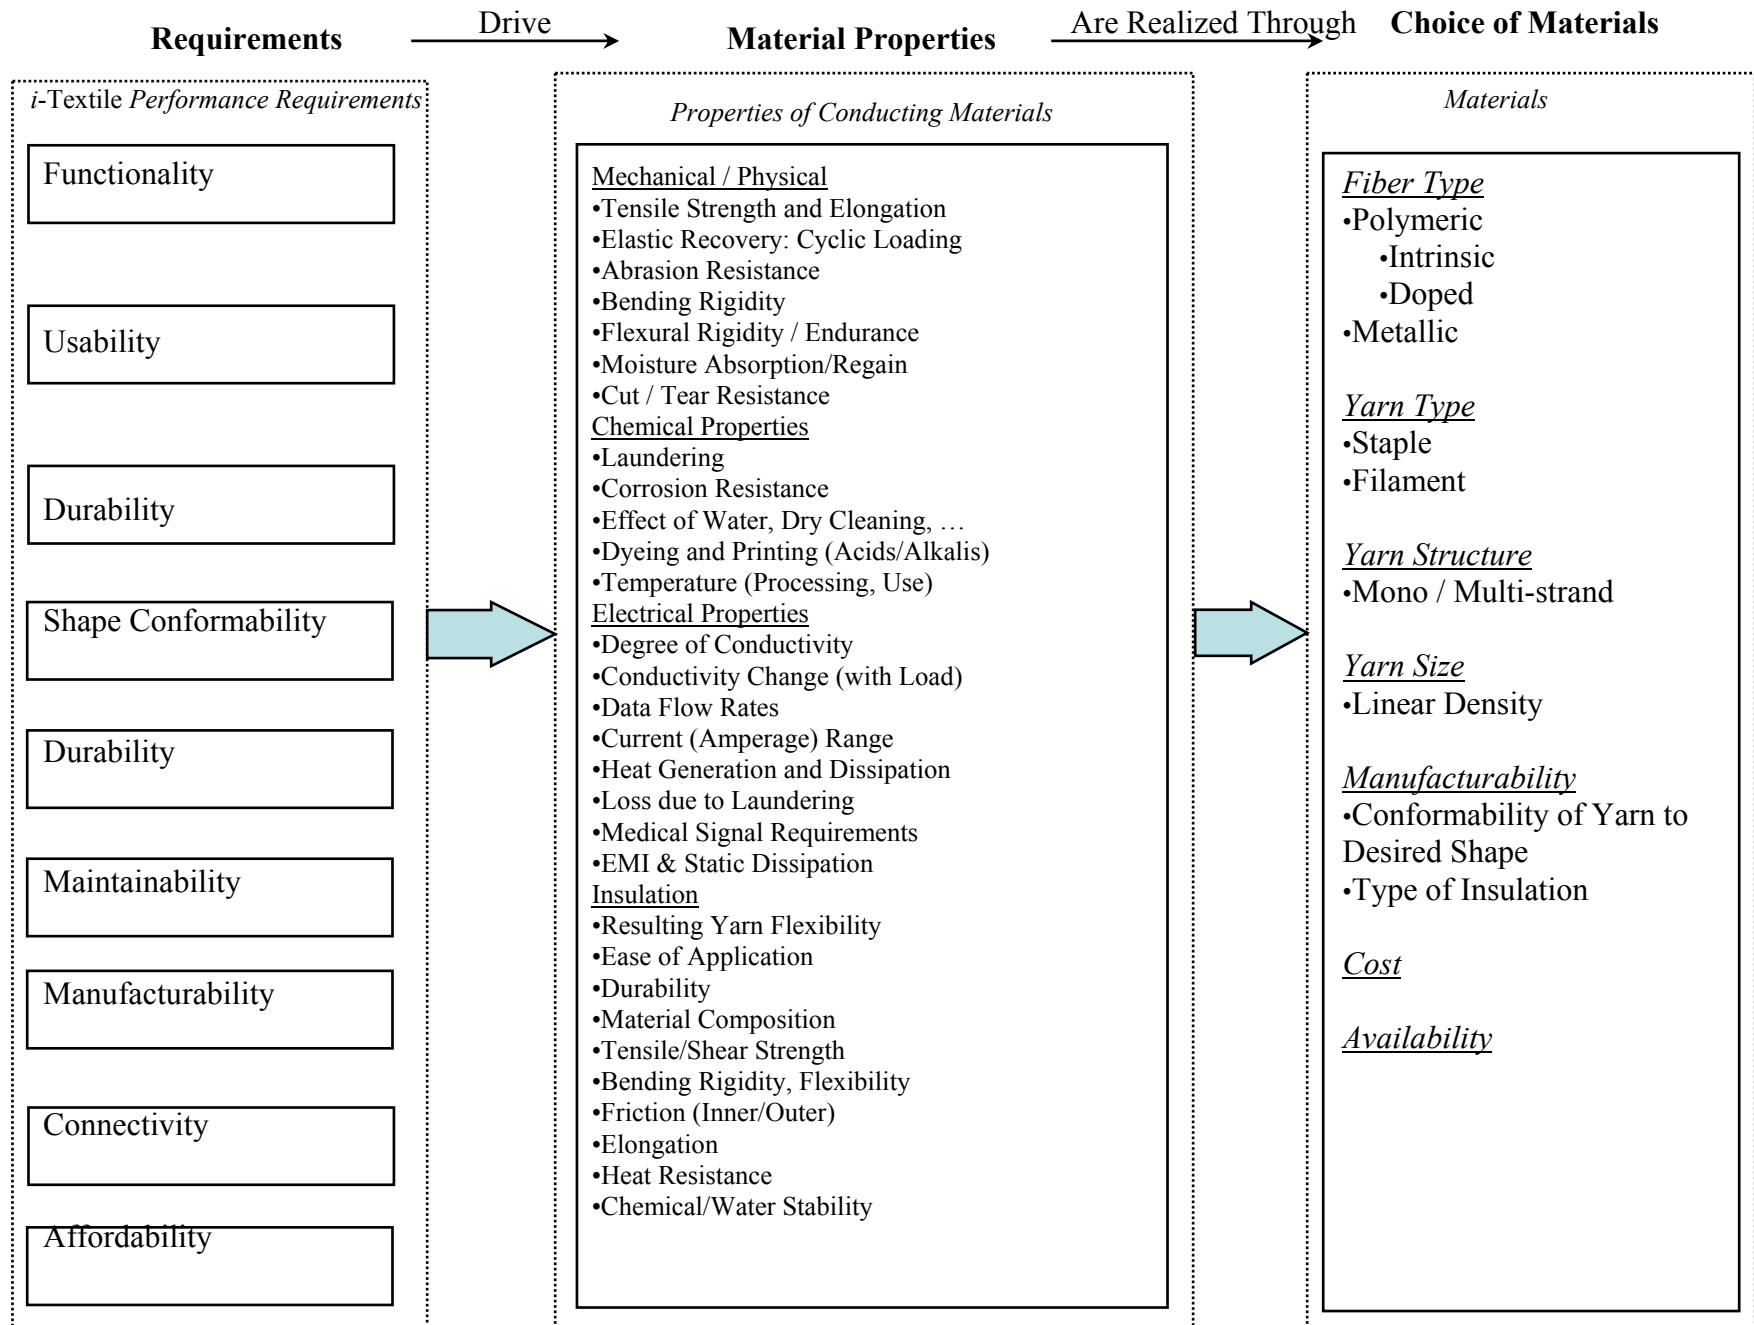 Requirements
Drive
Material Properties
Are Realized Through
Choice of Materials
i-Textile Performance Requirements
Functionality
Usability
Durability
Shape Conformability
Durability
Maintainability
Manufacturability
Connectivity
Affordability
Properties of Conducting Materials
Mechanical / Physical
•Tensile Strength and Elongation
•Elastic Recovery: Cyclic Loading
•Abrasion Resistance
•Bending Rigidity
•Flexural Rigidity / Endurance
•Moisture Absorption/Regain
•Cut / Tear Resistance
Chemical Properties
•Laundering
•Corrosion Resistance
•Effect of Water, Dry Cleaning, …
•Dyeing and Printing (Acids/Alkalis)
•Temperature (Processing, Use)
Electrical Properties
•Degree of Conductivity
•Conductivity Change (with Load)
•Data Flow Rates
•Current (Amperage) Range
•Heat Generation and Dissipation
•Loss due to Laundering
•Medical Signal Requirements
•EMI & Static Dissipation
Insulation
•Resulting Yarn Flexibility
•Ease of Application
•Durability
•Material Composition
•Tensile/Shear Strength
•Bending Rigidity, Flexibility
•Friction (Inner/Outer)
•Elongation
•Heat Resistance
•Chemical/Water Stability
Materials
Fiber Type
•Polymeric
•Intrinsic
•Doped
•Metallic
Yarn Type
•Staple
•Filament
Yarn Structure
•Mono / Multi-strand
Yarn Size
•Linear Density
Manufacturability
•Conformability of Yarn to
Desired Shape
•Type of Insulation
Cost
Availability